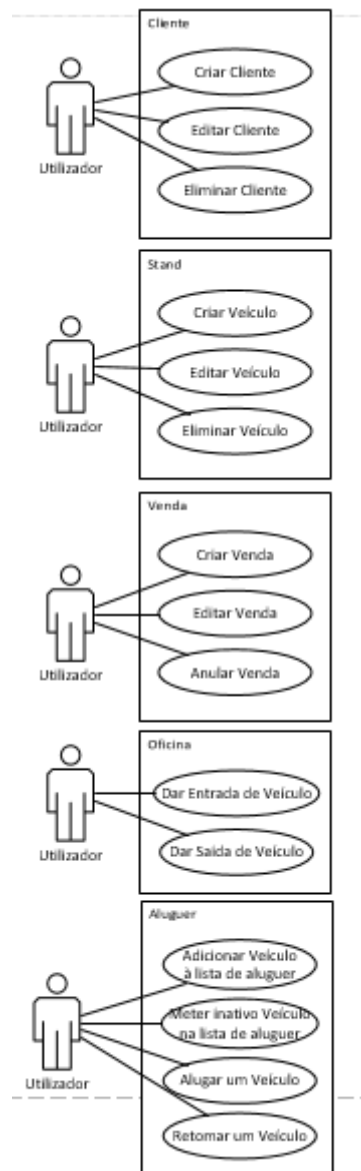 Cliente
Criar Cliente
Editar Cliente
Eliminar Cliente
Utilizador
Stand
Criar Veículo
Editar Veículo
Eliminar Veículo
Utilizador
Venda
Criar Venda
Editar Venda
Anular Venda
Utilizador
Oficina
Dar Entrada de Veículo
Dar Saída de Veículo
Utilizador
Aluguer
Adicionar Veículo
à lista de aluguer
Meter inativo Veículo
na lista de aluguer
Alugar um Veículo
Utilizador
Retomar um Veículo